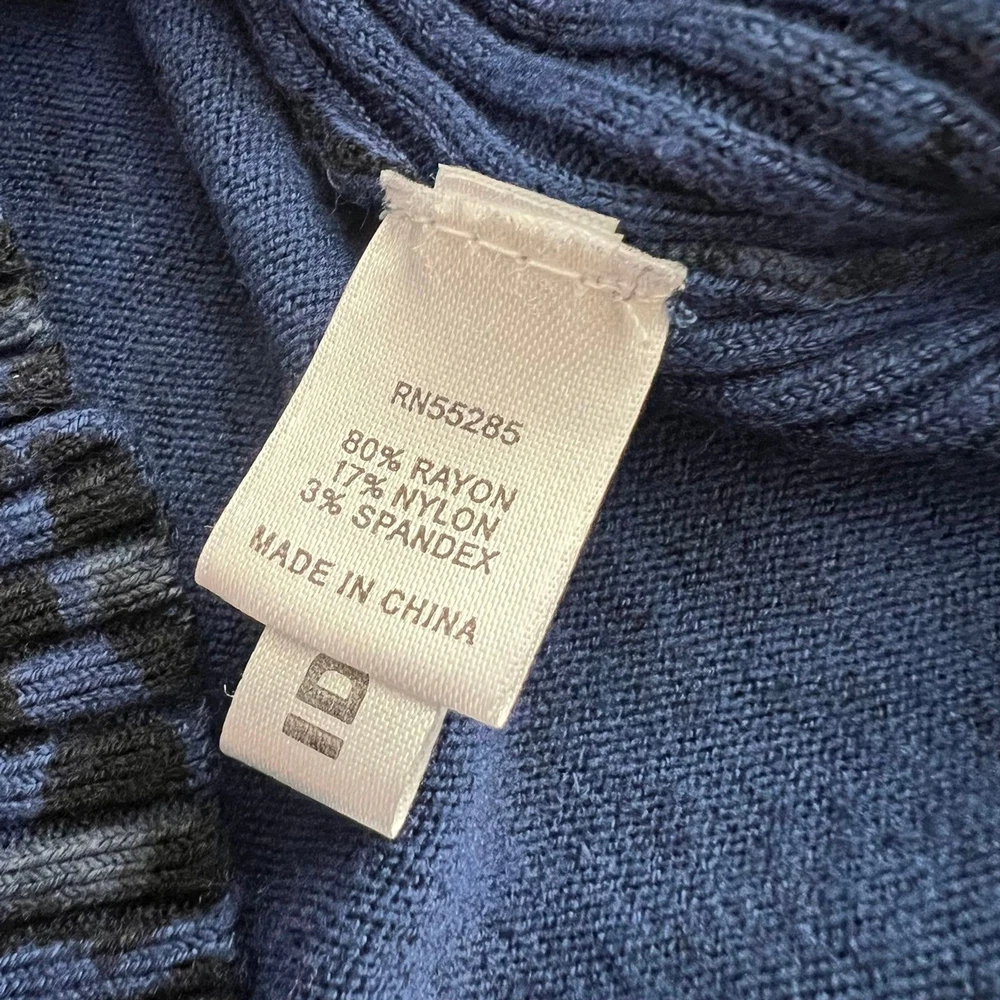 RN55285
80% RAYON
17% NYLON
3% SPANDEX
MADE IN CHINA